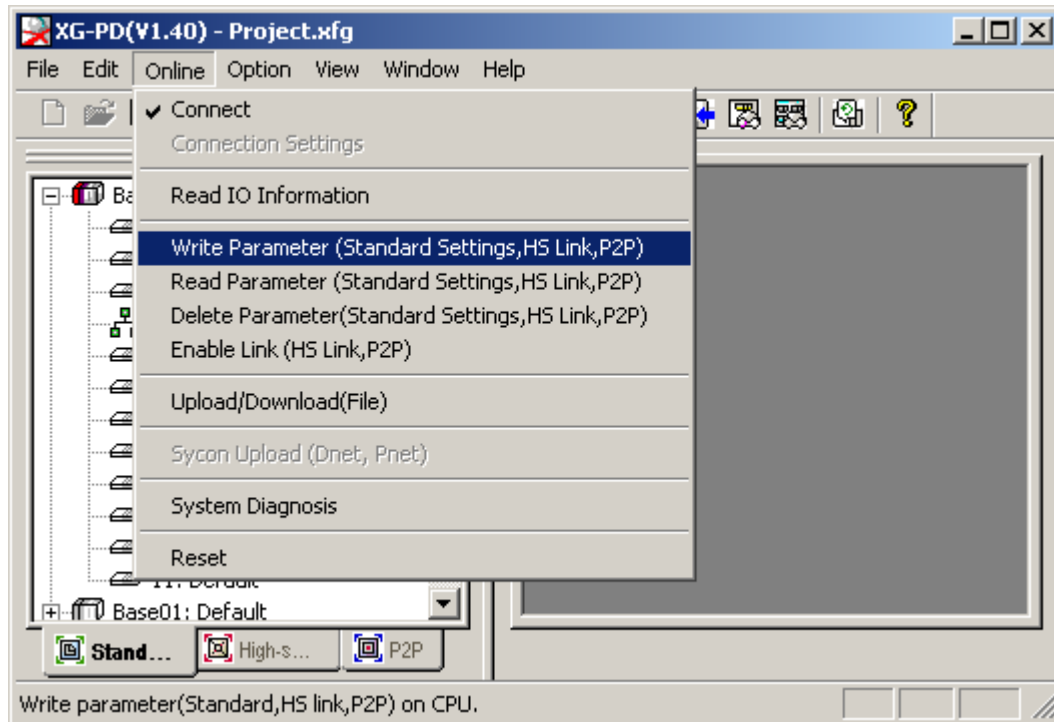 XG-PD(V1.40) - Project.xfg
File Edit Online Option View Window Help
Connect
Connection Settings
Read IO Information
Write Parameter (Standard Settings,HS Link,P2P)
Read Parameter (Standard Settings,HS Link,P2P)
Delete Parameter(Standard Settings,HS Link,P2P)
Enable Link (HS Link,P2P)
Upload/Download(File)
Sycon Upload (Dnet, Pnet)
System Diagnosis
Reset
Ba
11: Default
Base01: Default
Stand... High-s... P2P
Write parameter(Standard,HS link,P2P) on CPU.